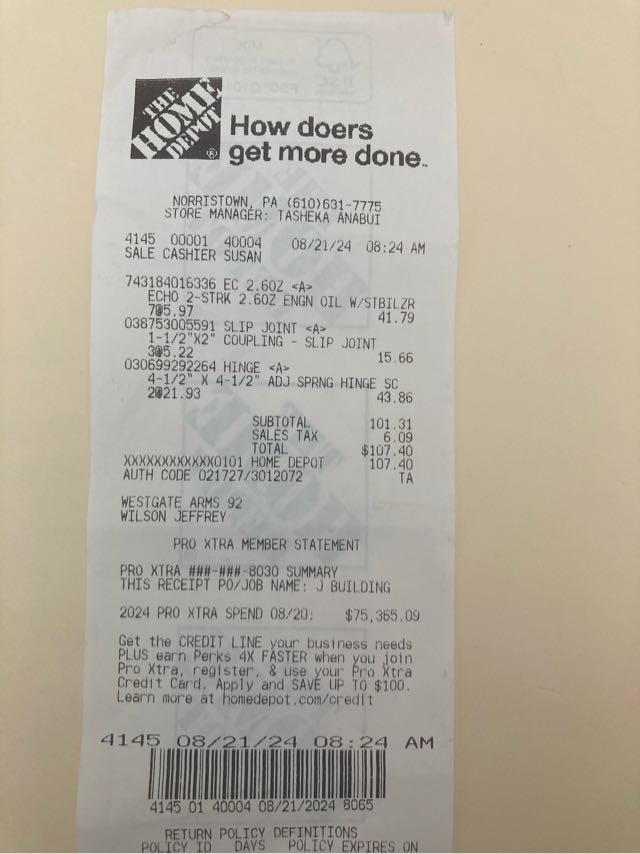 THE
HOME
DEPOT
®
How doers
get more done™
NORRISTOWN, PA (610)631-7775
STORE MANAGER: TASHEKA ANABUI
4145 00001 40004 08/21/24 08:24 AM
SALE CASHIER SUSAN
743184016336 EC 2.6OZ <A>
ECHO 2-STRK 2.6OZ ENGN OIL W/STBILZR
7@5.97 41.79
038753005591 SLIP JOINT <A>
1-1/2"X2" COUPLING - SLIP JOINT
3@5.22 15.66
030699292264 HINGE <A>
4-1/2" X 4-1/2" ADJ SPRNG HINGE SC
2@21.93 43.86
SUBTOTAL 101.31
SALES TAX 6.09
TOTAL $107.40
XXXXXXXXXXXX0101 HOME DEPOT 107.40
AUTH CODE 021727/3012072 TA
WESTGATE ARMS 92
WILSON JEFFREY
PRO XTRA MEMBER STATEMENT
PRO XTRA ###-###-8030 SUMMARY
THIS RECEIPT PO/JOB NAME: J BUILDING
2024 PRO XTRA SPEND 08/20: $75,365.09
Get the CREDIT LINE your business needs
PLUS earn Perks 4X FASTER when you join
Pro Xtra, register, & use your Pro Xtra
Credit Card. Apply and SAVE UP TO $100.
Learn more at homedepot.com/credit
4145 08/21/24 08:24 AM
4145 01 40004 08/21/2024 8065
RETURN POLICY DEFINITIONS
POLICY ID DAYS POLICY EXPIRES ON